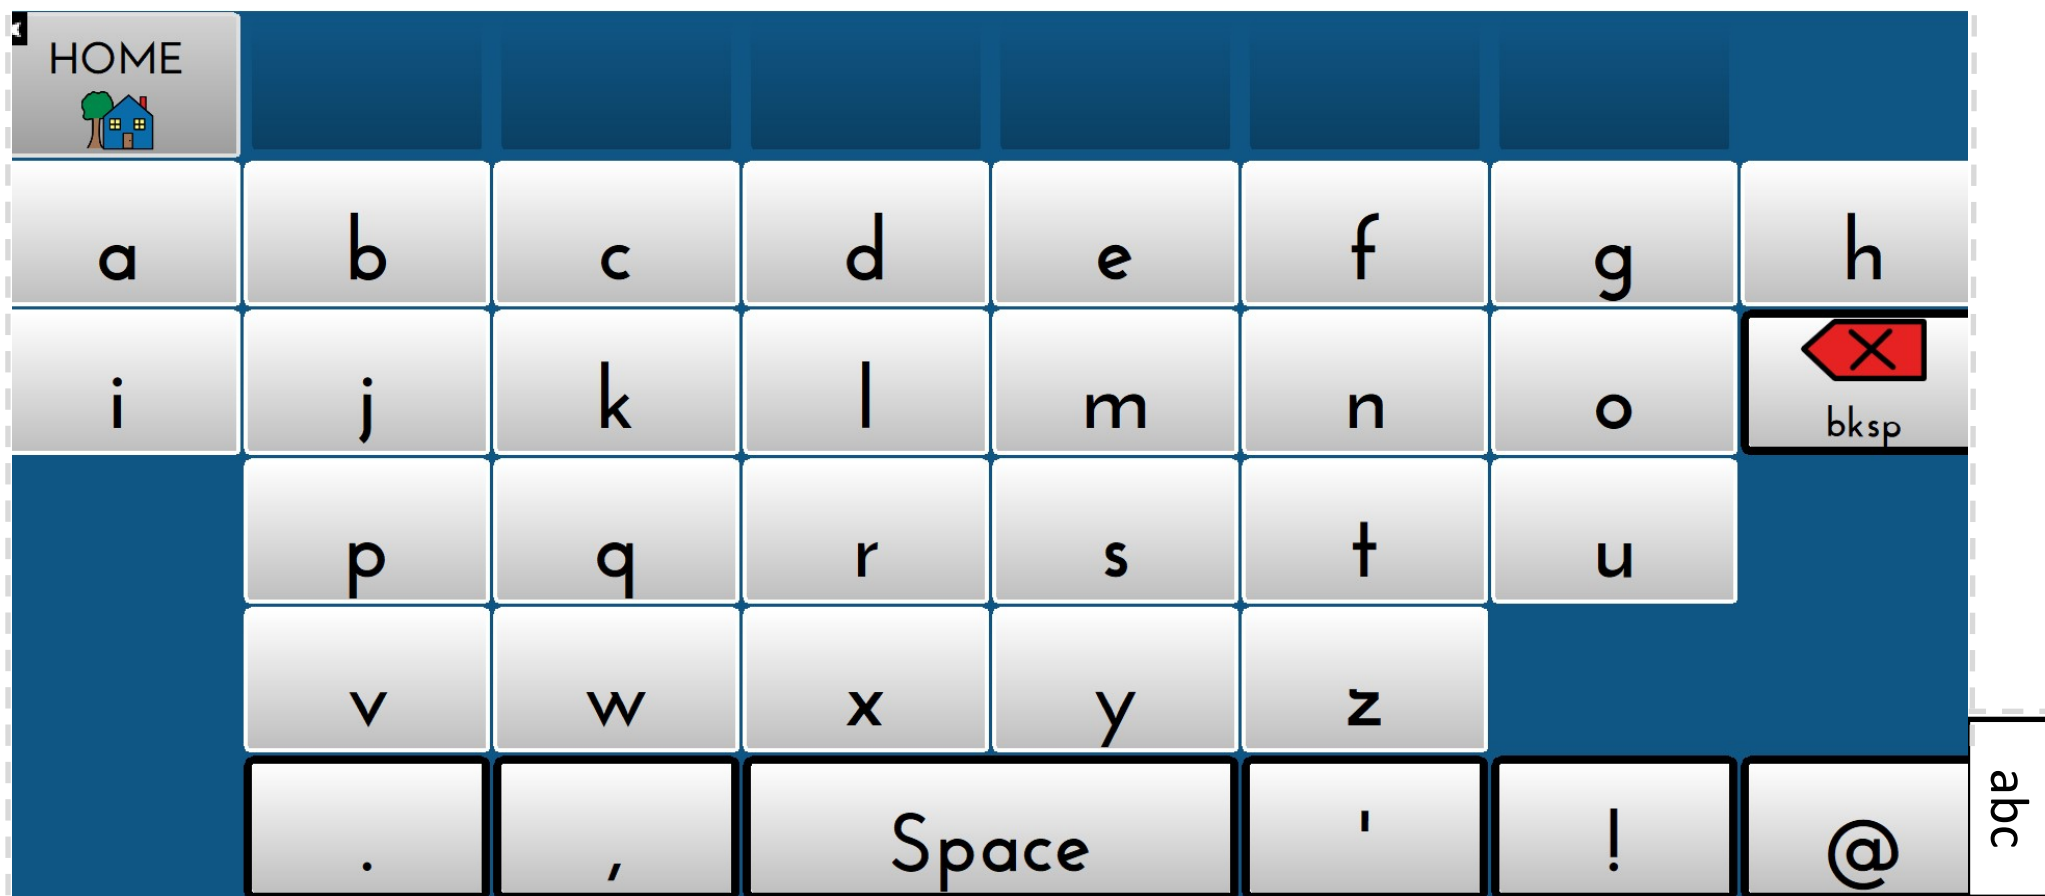 HOME
a b c d e f g h
i j k l m n o bksp
p q r s t u
v w x y z
. , Space ' ! @
abc